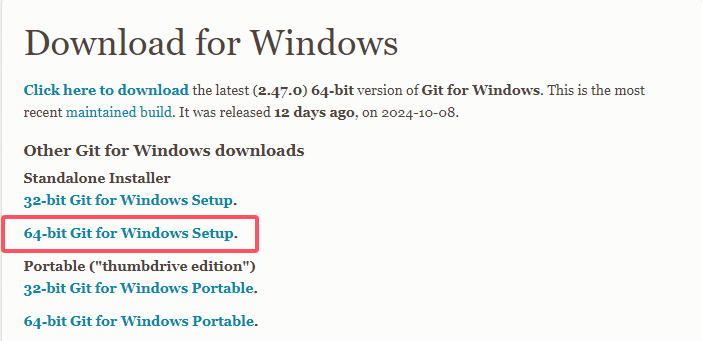 Download for Windows
Click here to download the latest (2.47.0) 64-bit version of Git for Windows. This is the most
recent maintained build. It was released 12 days ago, on 2024-10-08.
Other Git for Windows downloads
Standalone Installer
32-bit Git for Windows Setup.
64-bit Git for Windows Setup.
Portable ("thumbdrive edition")
32-bit Git for Windows Portable.
64-bit Git for Windows Portable.